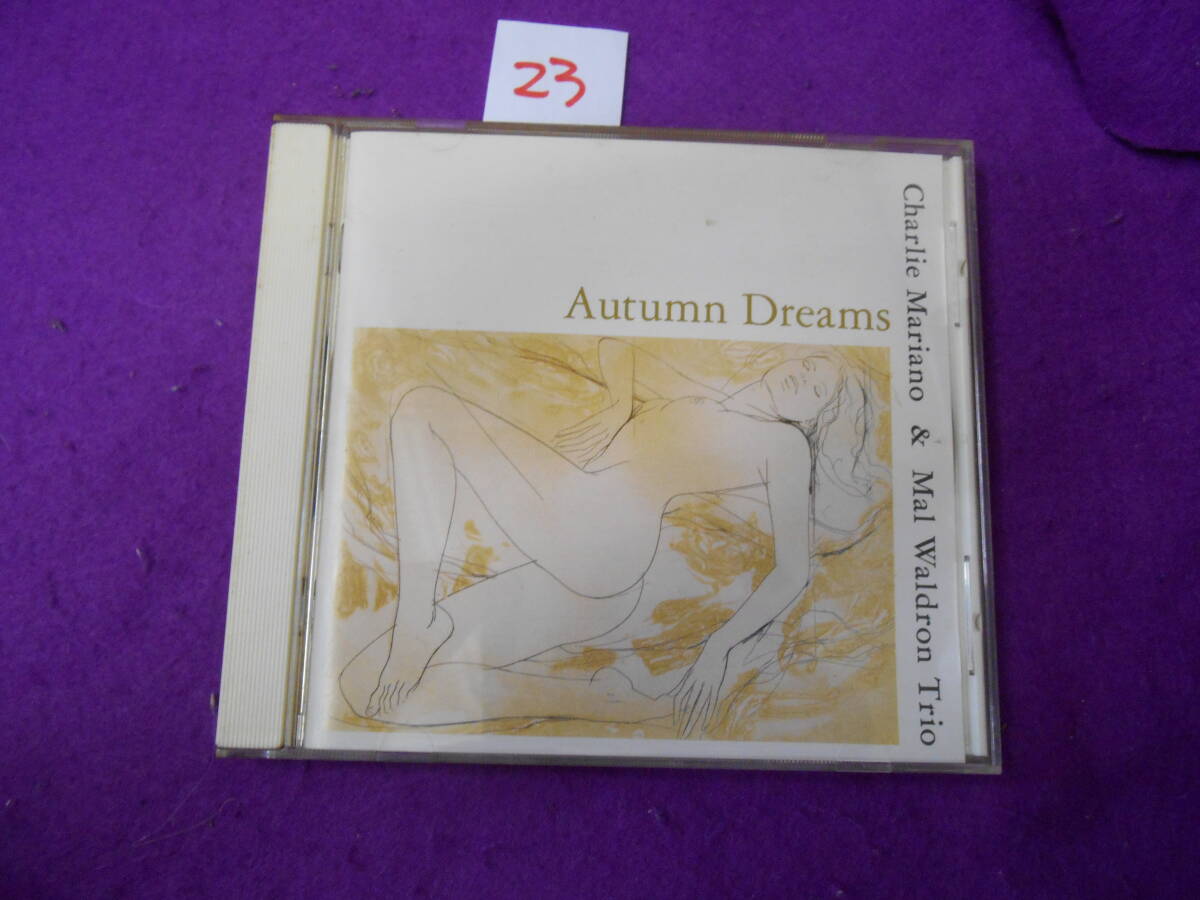 23
Autumn Dreams
Charlie Mariano & Mal Waldron Trio